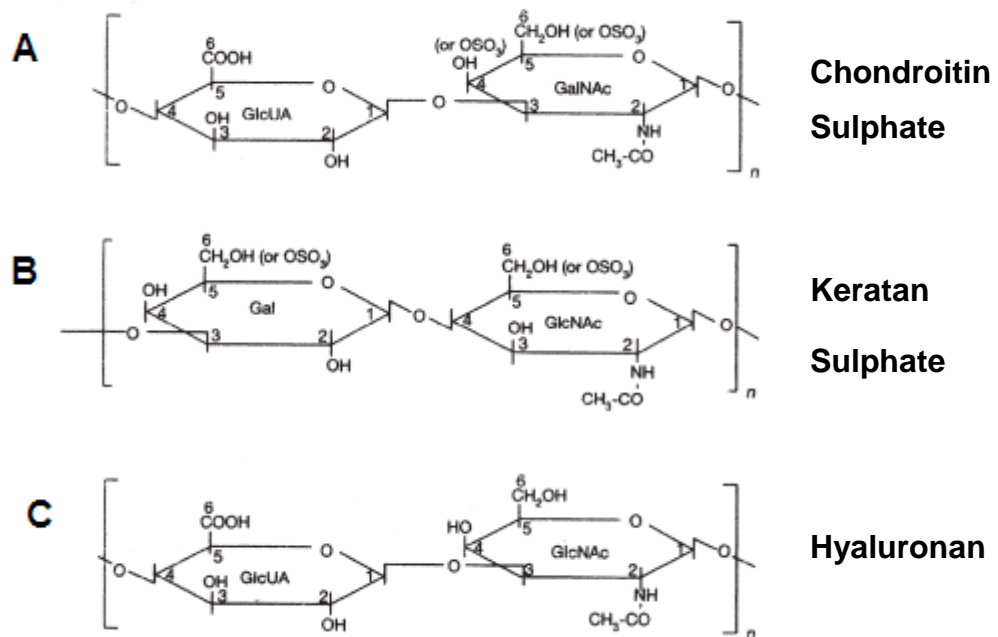 A
6
COOH
5
O
4
GlcUA
1
OH
3
2
OH
O
O
(or OSO3)
OH
6
CH2OH (or OSO3)
5
O
4
GalNAc
1
3
2
NH
CH3-CO
O
n
Chondroitin
Sulphate
B
6
CH2OH (or OSO3)
OH
5
O
4
Gal
1
3
2
OH
O
O
6
CH2OH (or OSO3)
5
O
4
GlcNAc
1
OH
3
2
NH
CH3-CO
O
n
Keratan
Sulphate
C
6
COOH
5
O
4
GlcUA
1
OH
3
2
OH
O
O
6
CH2OH
HO
5
O
4
GlcNAc
1
3
2
NH
CH3-CO
O
n
Hyaluronan